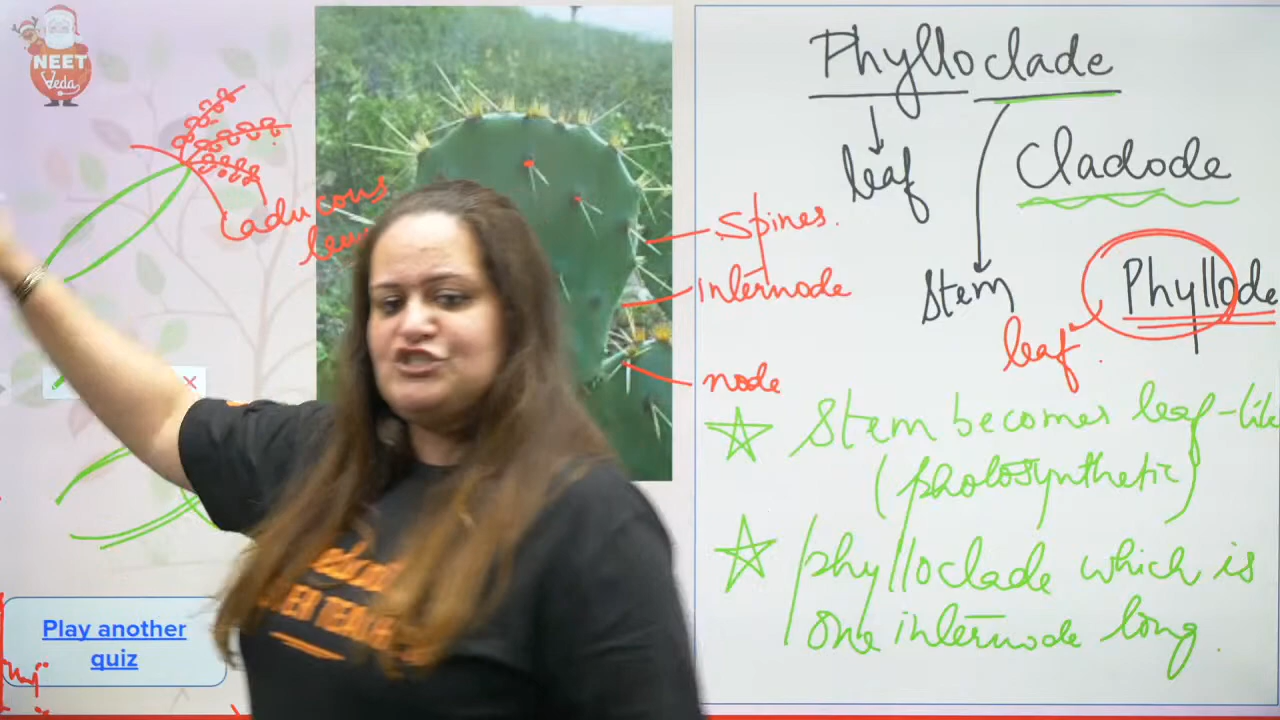 NEET
Veda
Caducous
Phylloclade
leaf
Cladode
Stem
Phyllode
leaf.
Spines.
internode
node
Stem becomes leaf-like
(photosynthetic)
phylloclade which is
one internode long.
Play another
quiz